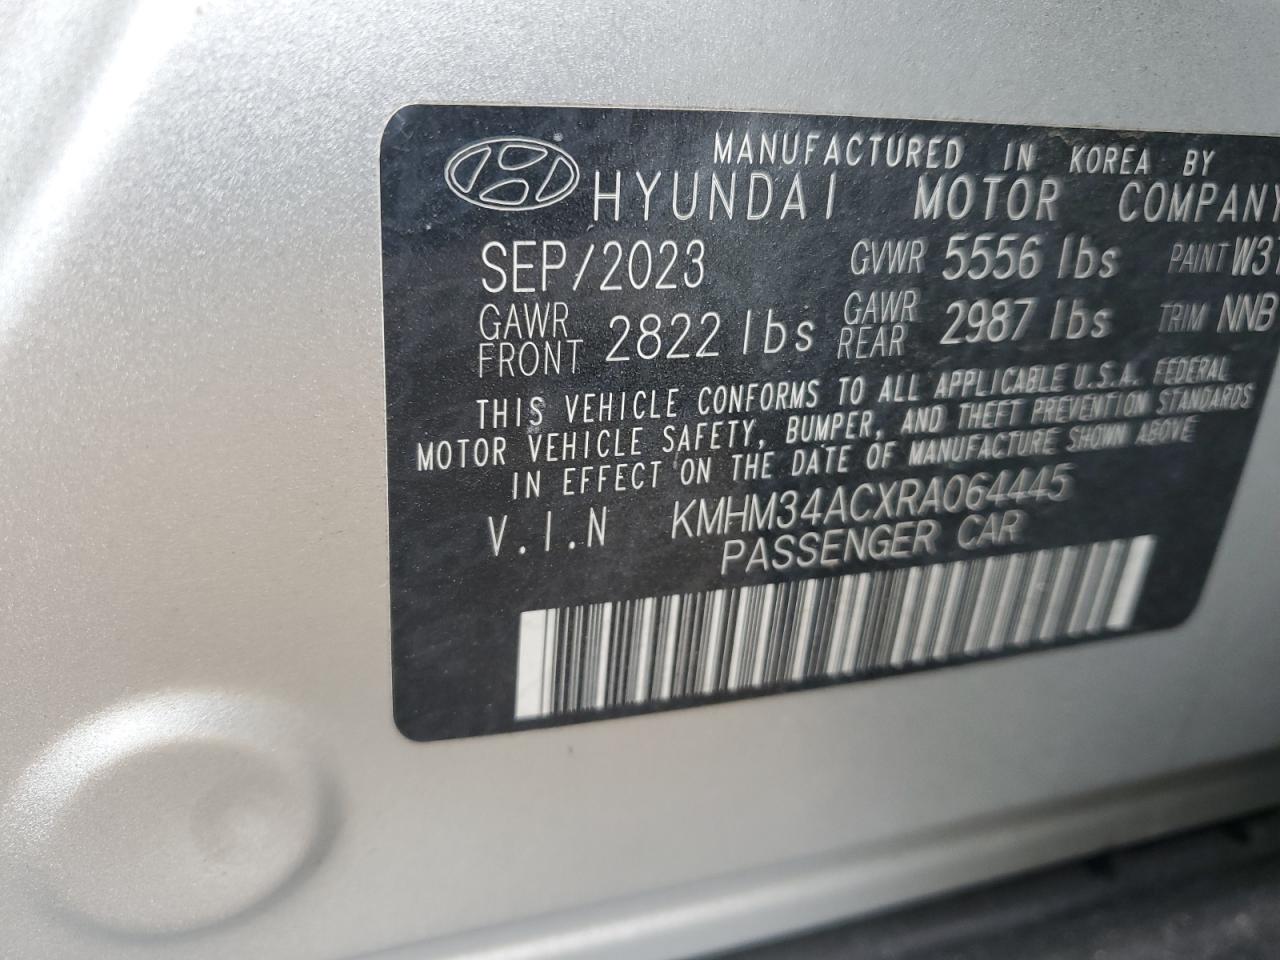 MANUFACTURED IN KOREA BY
HYUNDAI MOTOR COMPANY
SEP/2023 GVWR 5556 lbs PAINT
GAWR FRONT 2822 lbs GAWR REAR 2987 lbs TRIM NNB
THIS VEHICLE CONFORMS TO ALL APPLICABLE U.S.A. FEDERAL
MOTOR VEHICLE SAFETY, BUMPER, AND THEFT PREVENTION STANDARDS
IN EFFECT ON THE DATE OF MANUFACTURE SHOWN ABOVE
V.I.N KMHM34ACXRA064445
PASSENGER CAR